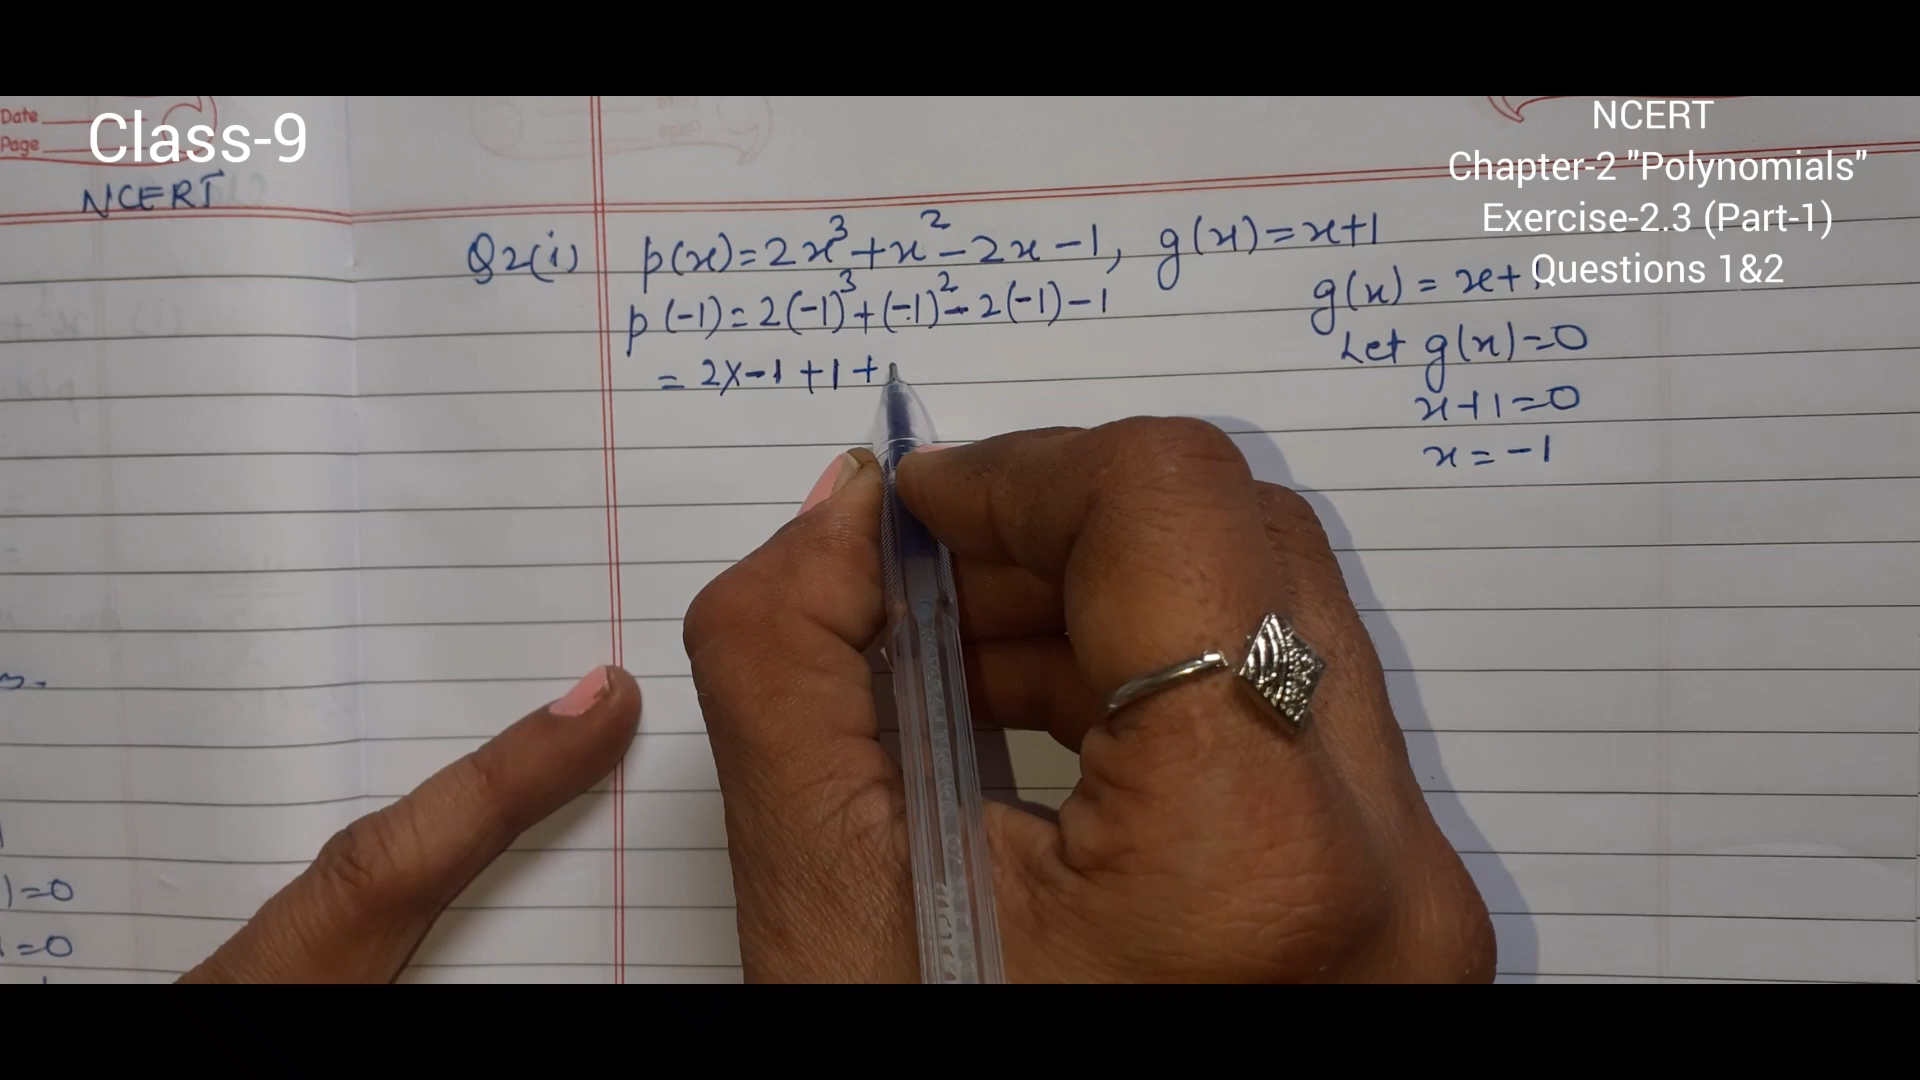 Date
Page
Class-9
NCERT
Chapter-2 "Polynomials"
Exercise-2.3 (Part-1)
Questions 1&2
NCERT
Q2(i) p(x)=2x³+x²-2x-1, g(x)=x+1
p(-1)=2(-1)³+(-1)²-2(-1)-1
=2×-1+1+
g(x)=x+
Let g(x)=0
x+1=0
x=-1
1=0
=0